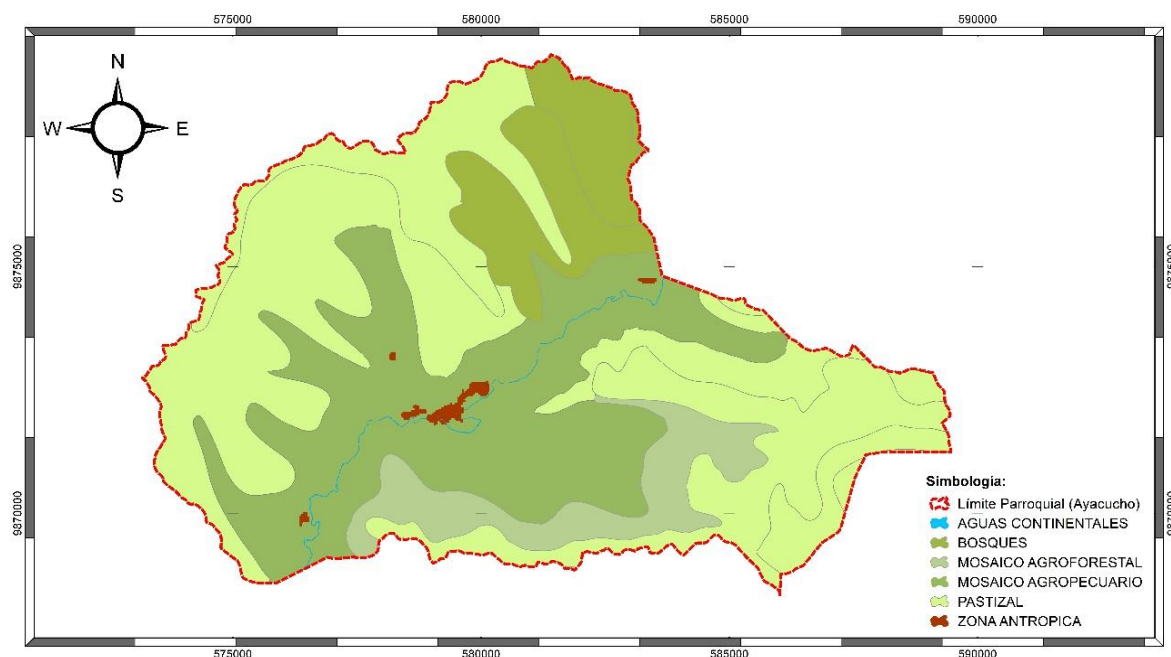 575000 580000 585000 590000
N
W E
S
9875000 9875000
9870000 9870000
Simbología:
Límite Parroquial (Ayacucho)
AGUAS CONTINENTALES
BOSQUES
MOSAICO AGROFORESTAL
MOSAICO AGROPECUARIO
PASTIZAL
ZONA ANTROPICA
575000 580000 585000 590000